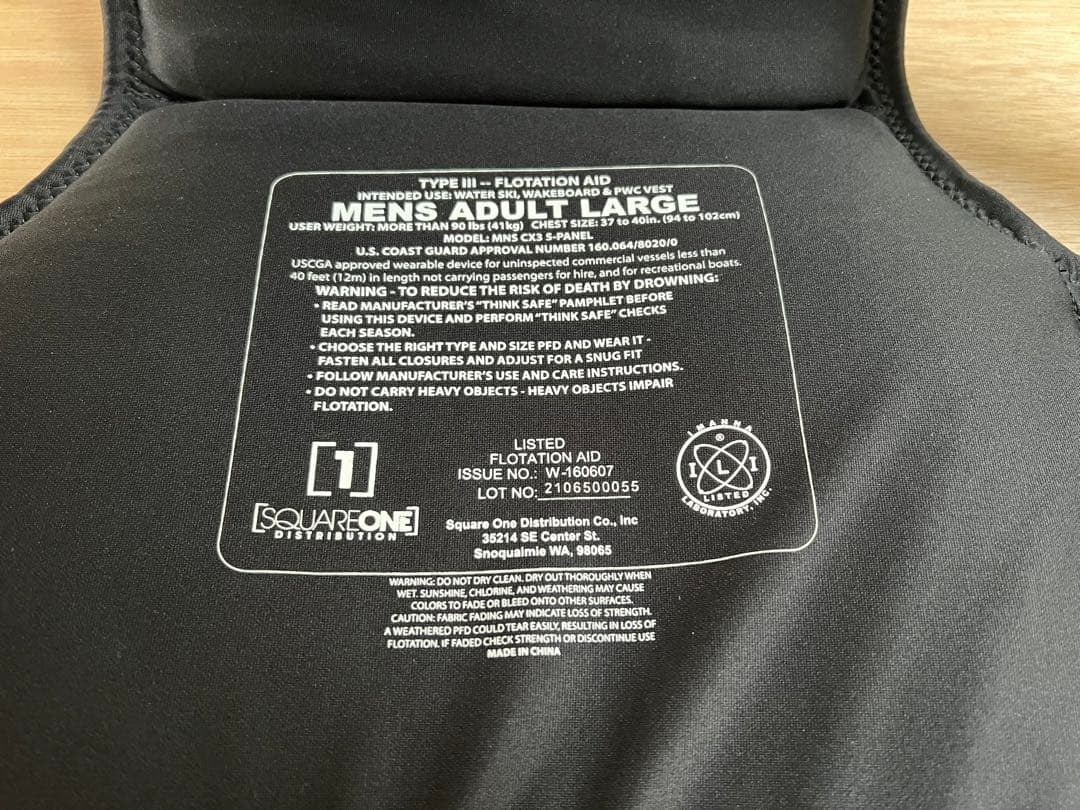 TYPE III -- FLOTATION AID
INTENDED USE: WATER SKI, WAKEBOARD & PWC VEST
MENS ADULT LARGE
USER WEIGHT: MORE THAN 90 lbs (41kg) CHEST SIZE: 37 to 40in. (94 to 102cm)
MODEL: MNS CX3 S-PANEL
U.S. COAST GUARD APPROVAL NUMBER 160.064/8020/0
USCGA approved wearable device for uninspected commercial vessels less than
40 feet (12m) in length not carrying passengers for hire, and for recreational boats.
WARNING - TO REDUCE THE RISK OF DEATH BY DROWNING:
• READ MANUFACTURER'S "THINK SAFE" PAMPHLET BEFORE
USING THIS DEVICE AND PERFORM "THINK SAFE" CHECKS
EACH SEASON.
• CHOOSE THE RIGHT TYPE AND SIZE PFD AND WEAR IT -
FASTEN ALL CLOSURES AND ADJUST FOR A SNUG FIT
• FOLLOW MANUFACTURER'S USE AND CARE INSTRUCTIONS.
• DO NOT CARRY HEAVY OBJECTS - HEAVY OBJECTS IMPAIR
FLOTATION.
[1]
[SQUAREONE]
DISTRIBUTION
LISTED
FLOTATION AID
ISSUE NO.: W-160607
LOT NO: 2106500055
Square One Distribution Co., Inc
35214 SE Center St.
Snoqualmie WA, 98065
IMANNA
®
I L I
LISTED
LABORATORY, INC.
WARNING: DO NOT DRY CLEAN. DRY OUT THOROUGHLY WHEN
WET. SUNSHINE, CHLORINE, AND WEATHERING MAY CAUSE
COLORS TO FADE OR BLEED ONTO OTHER SURFACES.
CAUTION: FABRIC FADING MAY INDICATE LOSS OF STRENGTH.
A WEATHERED PFD COULD TEAR EASILY, RESULTING IN LOSS OF
FLOTATION. IF FADED CHECK STRENGTH OR DISCONTINUE USE
MADE IN CHINA